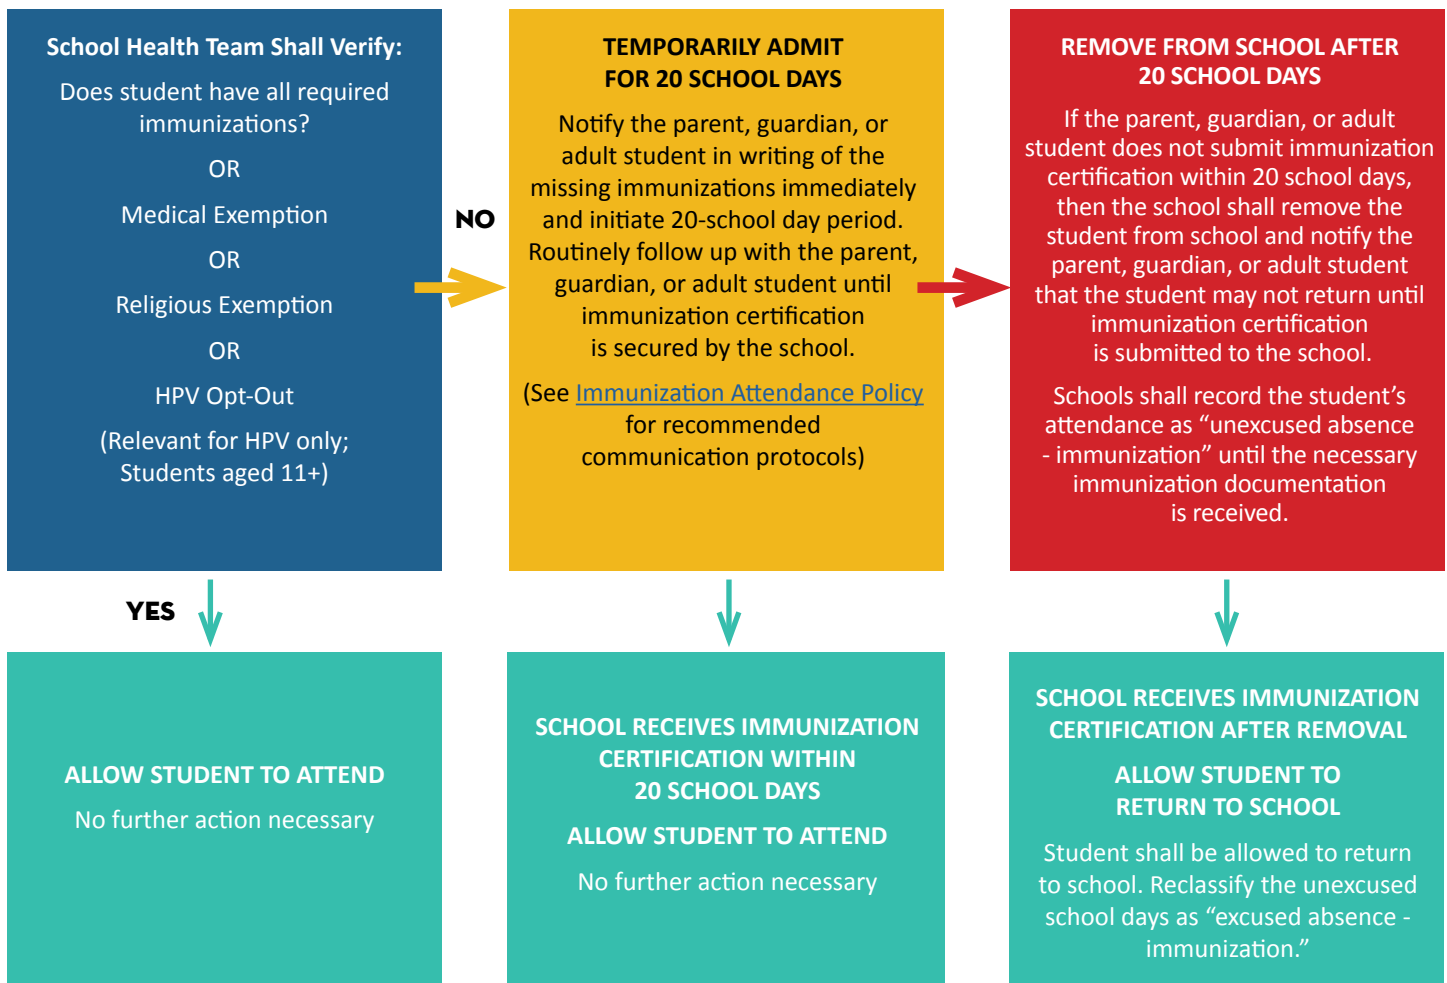 School Health Team Shall Verify:
Does student have all required
immunizations?
OR
Medical Exemption
OR
Religious Exemption
OR
HPV Opt-Out
(Relevant for HPV only;
Students aged 11+)
NO
TEMPORARILY ADMIT
FOR 20 SCHOOL DAYS
Notify the parent, guardian, or
adult student in writing of the
missing immunizations immediately
and initiate 20-school day period.
Routinely follow up with the parent,
guardian, or adult student until
immunization certification
is secured by the school.
(See Immunization Attendance Policy
for recommended
communication protocols)
REMOVE FROM SCHOOL AFTER
20 SCHOOL DAYS
If the parent, guardian, or adult
student does not submit immunization
certification within 20 school days,
then the school shall remove the
student from school and notify the
parent, guardian, or adult student
that the student may not return until
immunization certification
is submitted to the school.
Schools shall record the student’s
attendance as “unexcused absence
- immunization” until the necessary
immunization documentation
is received.
YES
ALLOW STUDENT TO ATTEND
No further action necessary
SCHOOL RECEIVES IMMUNIZATION
CERTIFICATION WITHIN
20 SCHOOL DAYS
ALLOW STUDENT TO ATTEND
No further action necessary
SCHOOL RECEIVES IMMUNIZATION
CERTIFICATION AFTER REMOVAL
ALLOW STUDENT TO
RETURN TO SCHOOL
Student shall be allowed to return
to school. Reclassify the unexcused
school days as “excused absence -
immunization.”